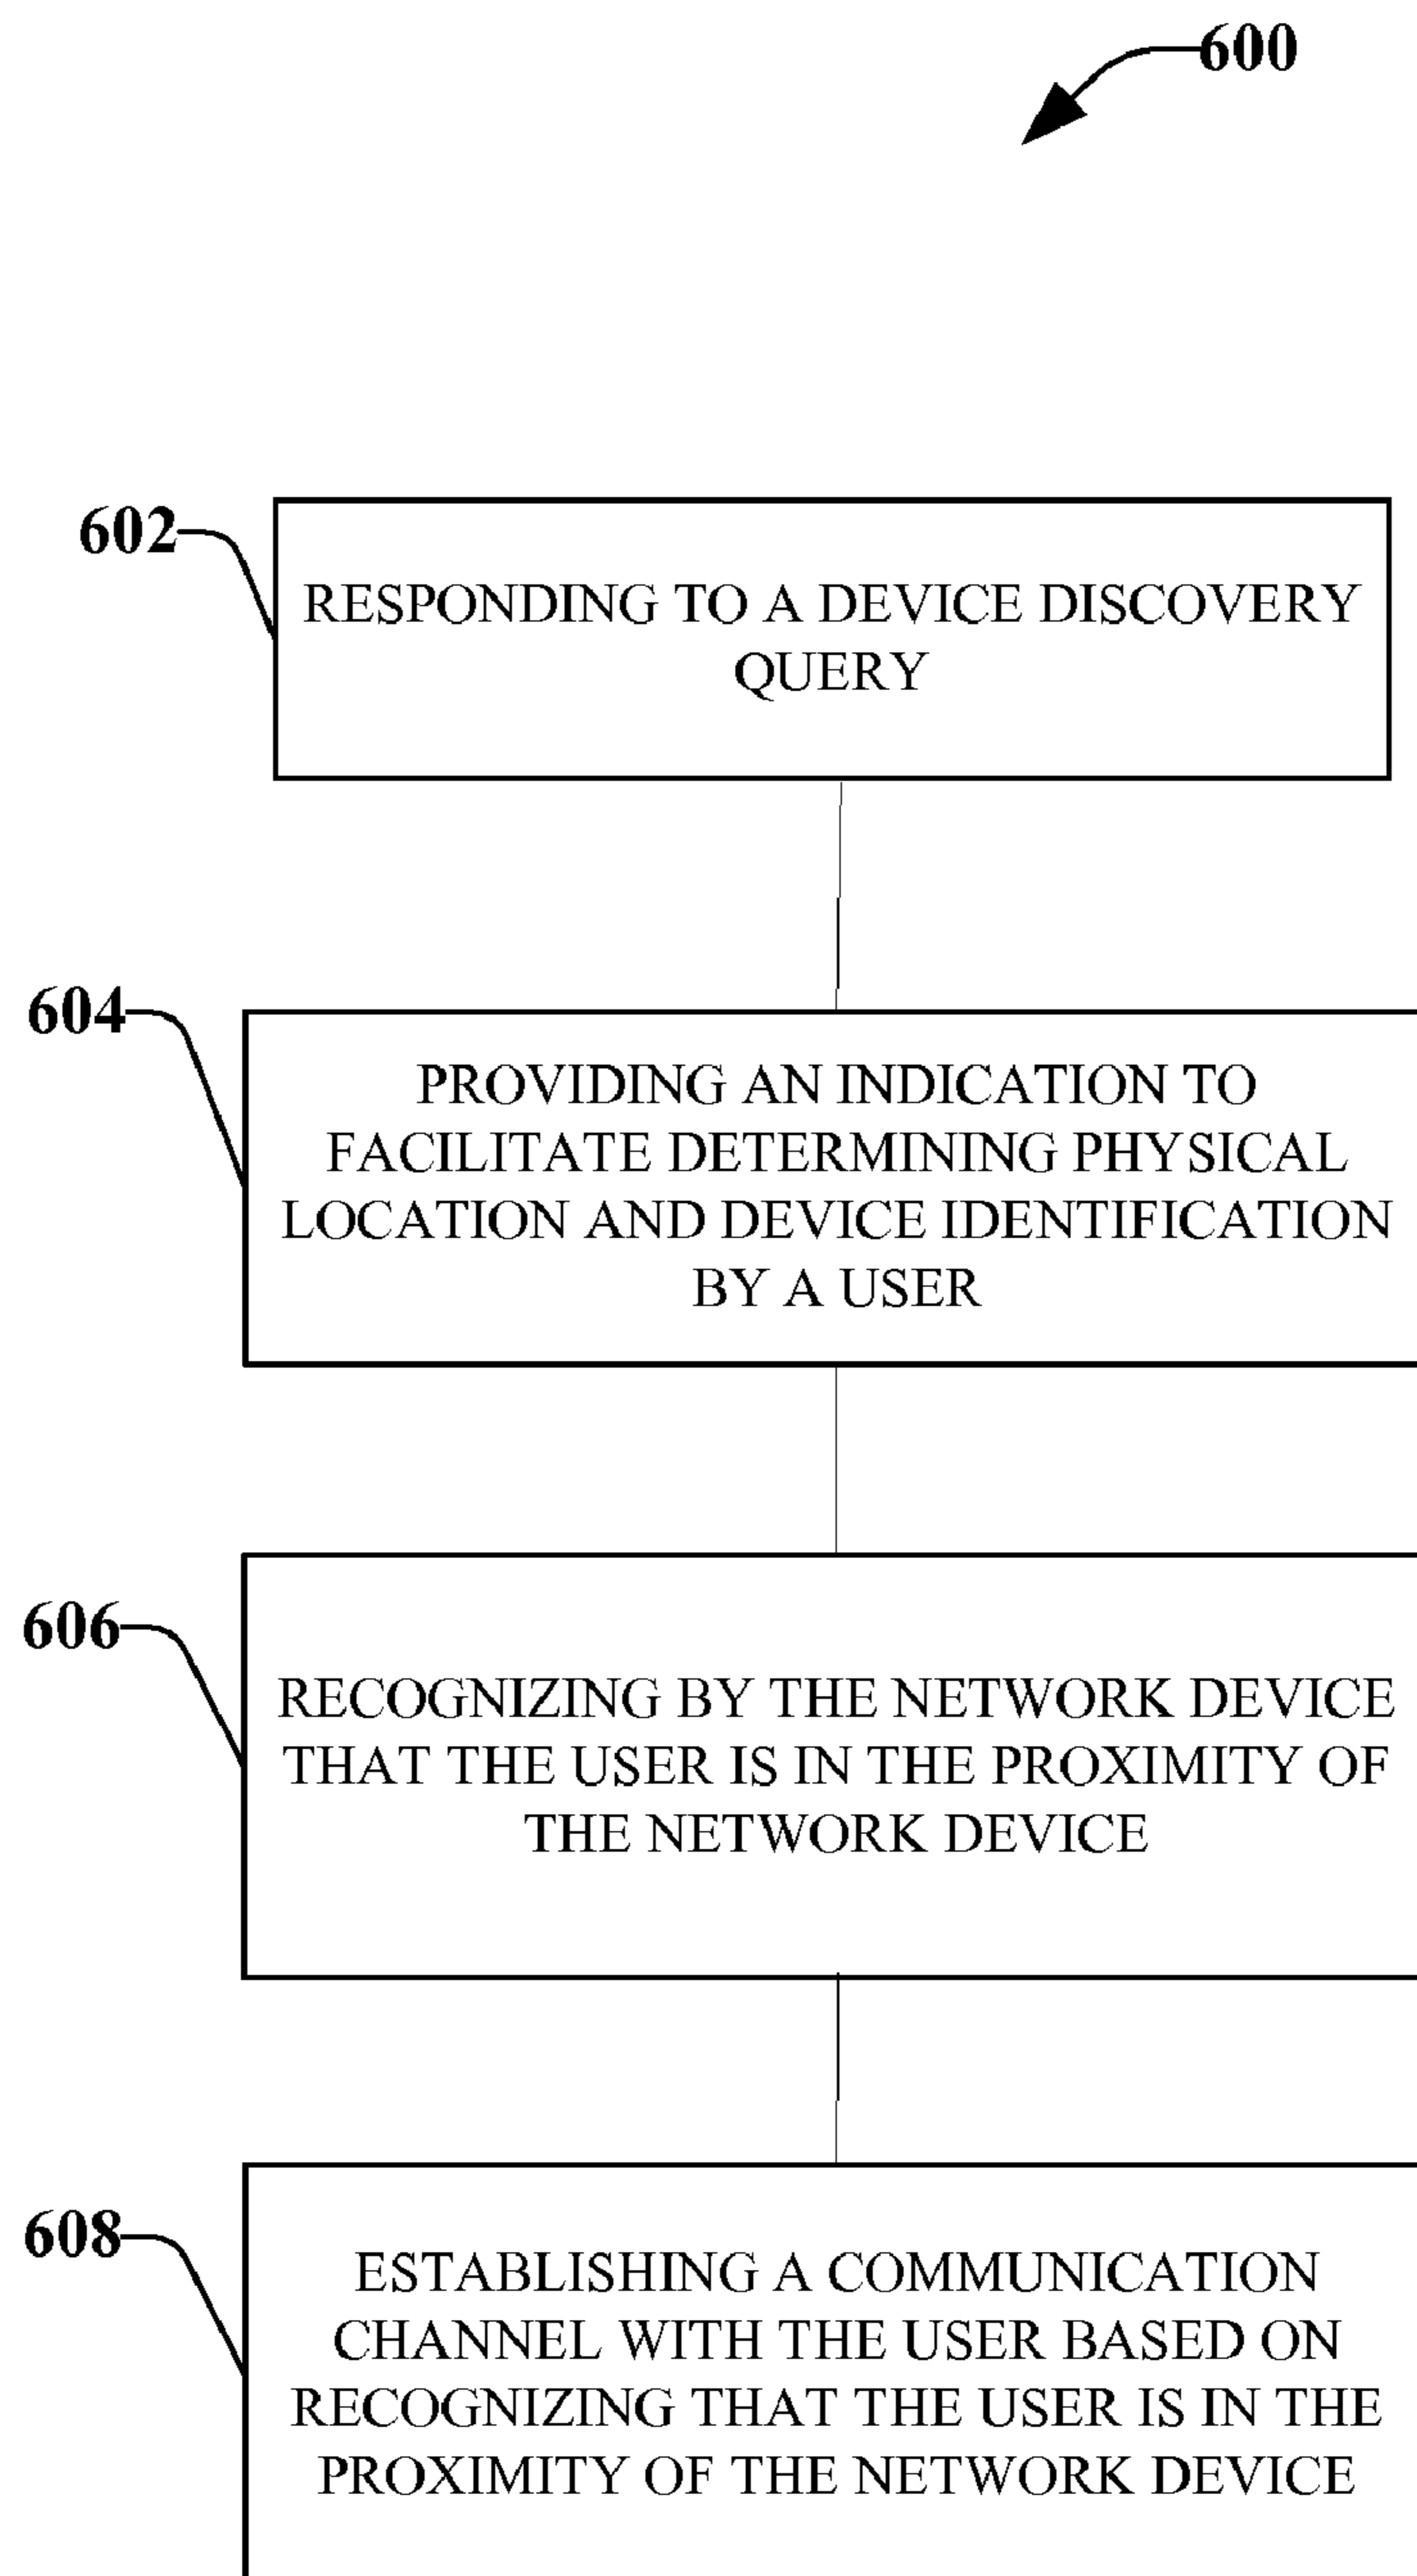 600
602
RESPONDING TO A DEVICE DISCOVERY
QUERY
604
PROVIDING AN INDICATION TO
FACILITATE DETERMINING PHYSICAL
LOCATION AND DEVICE IDENTIFICATION
BY A USER
606
RECOGNIZING BY THE NETWORK DEVICE
THAT THE USER IS IN THE PROXIMITY OF
THE NETWORK DEVICE
608
ESTABLISHING A COMMUNICATION
CHANNEL WITH THE USER BASED ON
RECOGNIZING THAT THE USER IS IN THE
PROXIMITY OF THE NETWORK DEVICE